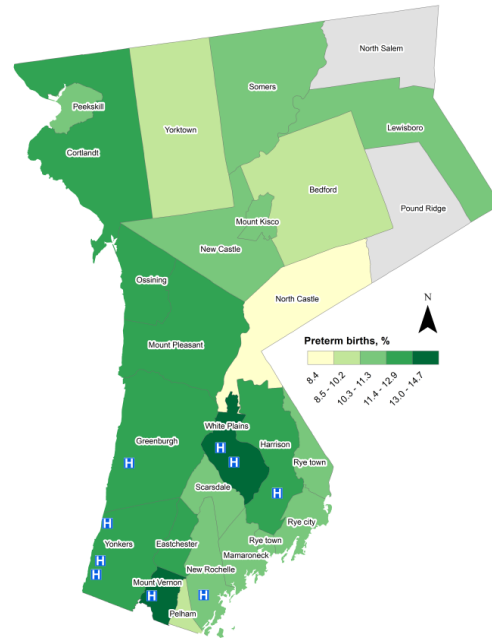 North Salem
Somers
Peekskill
Yorktown
Lewisboro
Cortlandt
Bedford
Pound Ridge
Mount Kisco
New Castle
Ossining
North Castle
N
Mount Pleasant
Preterm births, %
8.4
8.5 - 10.2
10.3 - 11.3
11.4 - 12.9
13.0 - 14.7
White Plains
Greenburgh
Harrison
H
H
H
Rye town
Scarsdale
H
H
Rye city
Yonkers
Eastchester
Rye town
Mamaroneck
H
New Rochelle
H
Mount Vernon
H
H
Pelham